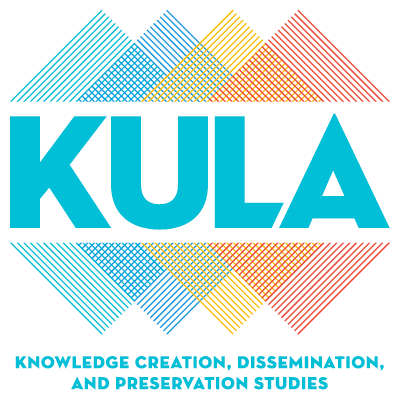 KULA
KNOWLEDGE CREATION, DISSEMINATION,
AND PRESERVATION STUDIES